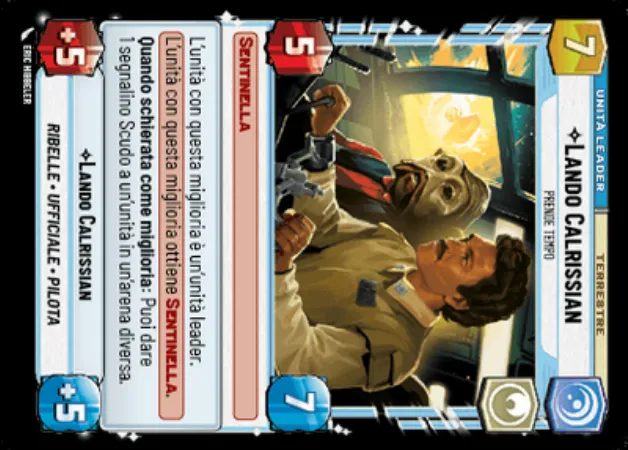 7
UNITÀ LEADER
TERRESTRE
LANDO CALRISSIAN
PRENDE TEMPO
5
7
SENTINELLA
L'unità con questa miglioria è un'unità leader.
L'unità con questa miglioria ottiene SENTINELLA.
Quando schierata come miglioria: Puoi dare
1 segnalino Scudo a un'unità in un'arena diversa.
+5
LANDO CALRISSIAN
+5
RIBELLE • UFFICIALE • PILOTA
ERIC HIBBELER